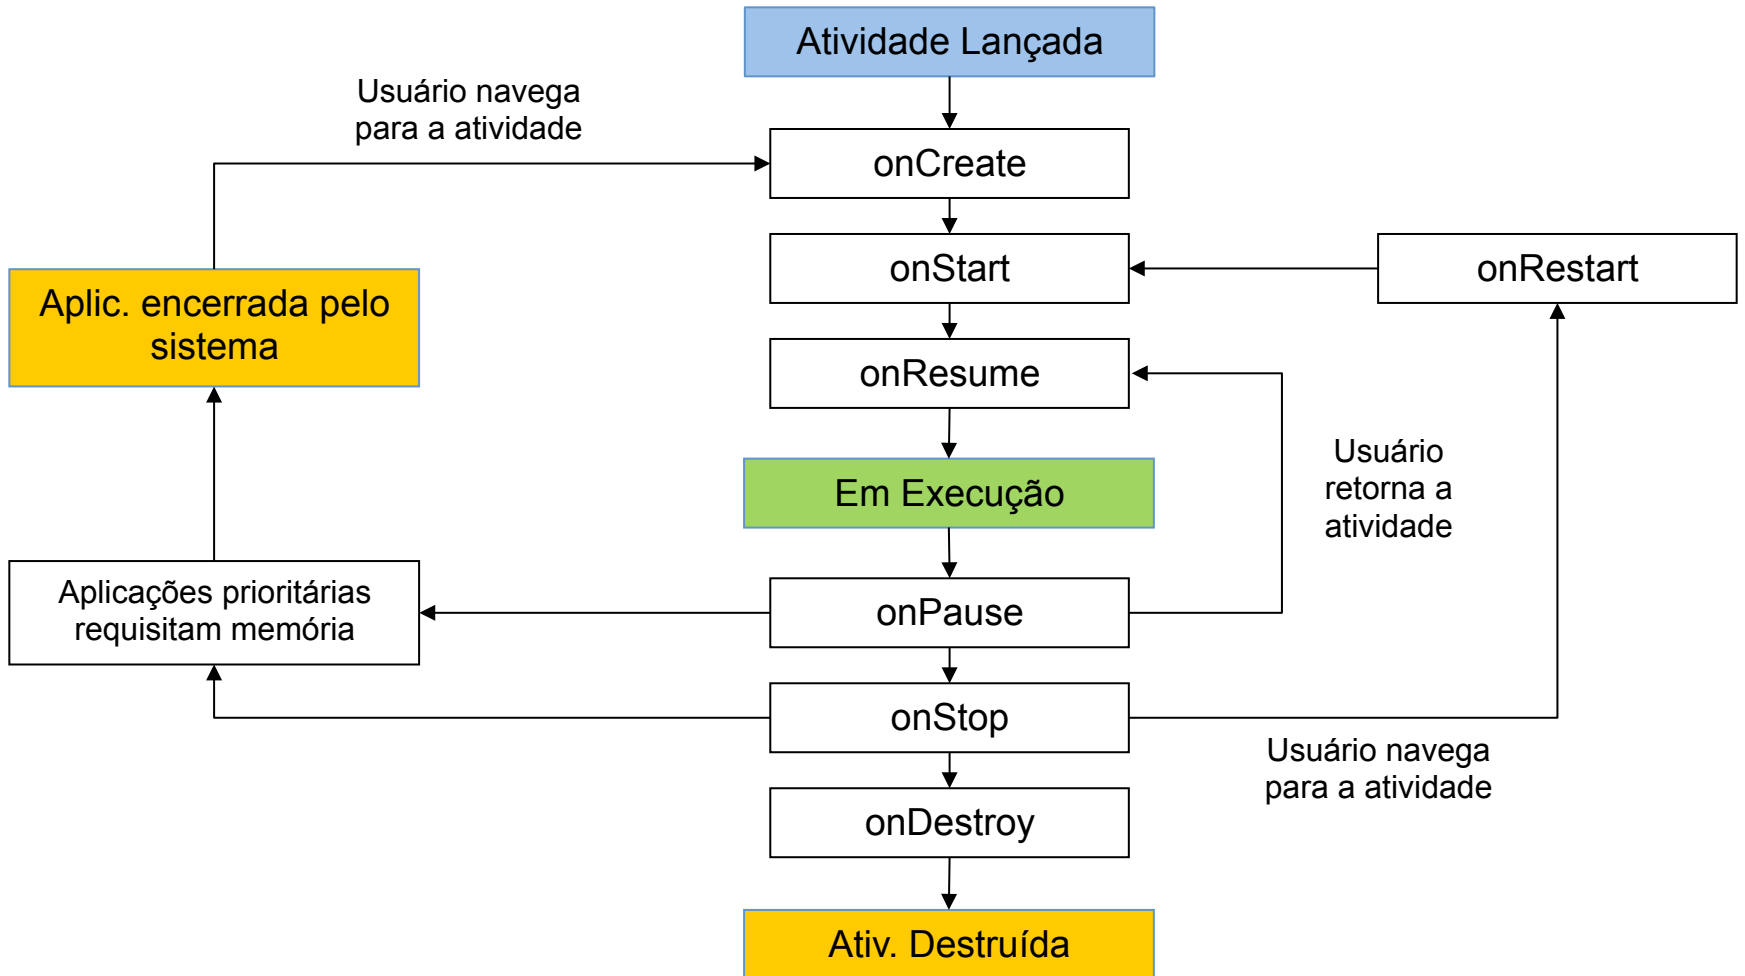 Atividade Lançada
Usuário navega
para a atividade
onCreate
onStart
onRestart
Aplic. encerrada pelo
sistema
onResume
Usuário
retorna a
atividade
Em Execução
Aplicações prioritárias
requisitam memória
onPause
onStop
Usuário navega
para a atividade
onDestroy
Ativ. Destruída